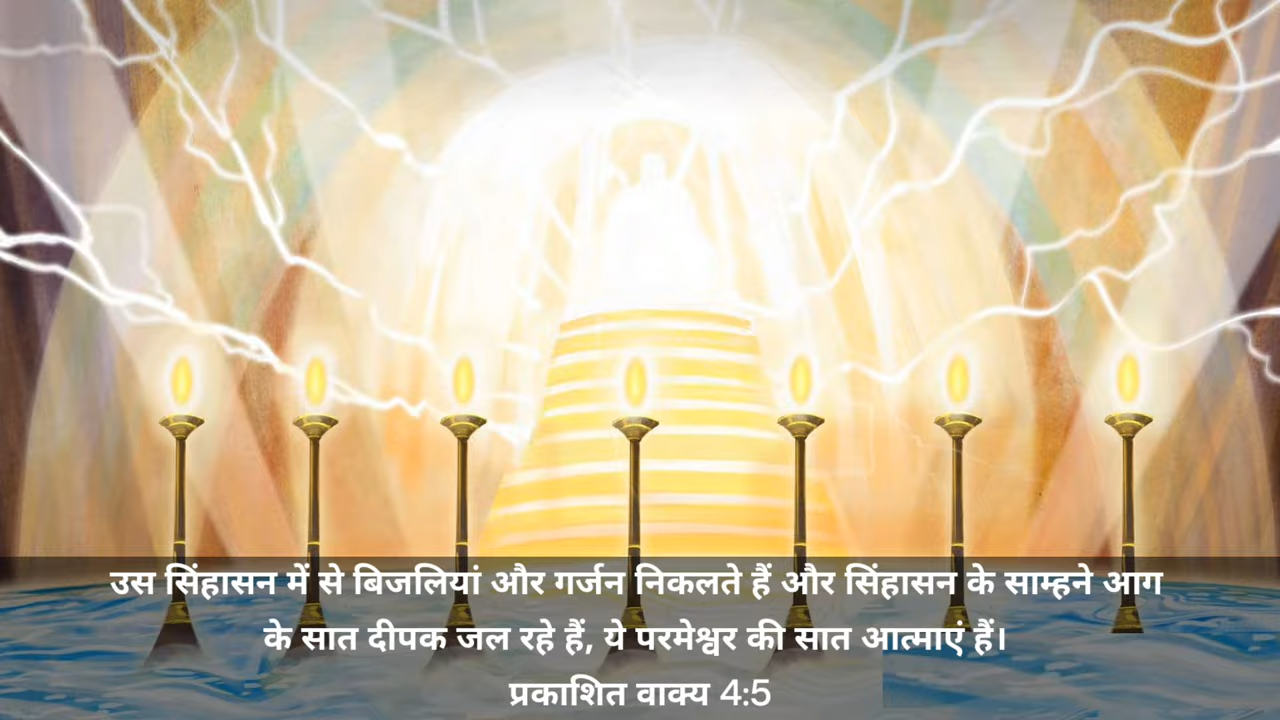 उस सिंहासन में से बिजलियां और गर्जन निकलते हैं और सिंहासन के साम्हने आग
के सात दीपक जल रहे हैं, ये परमेश्वर की सात आत्माएं हैं।
प्रकाशित वाक्य 4:5